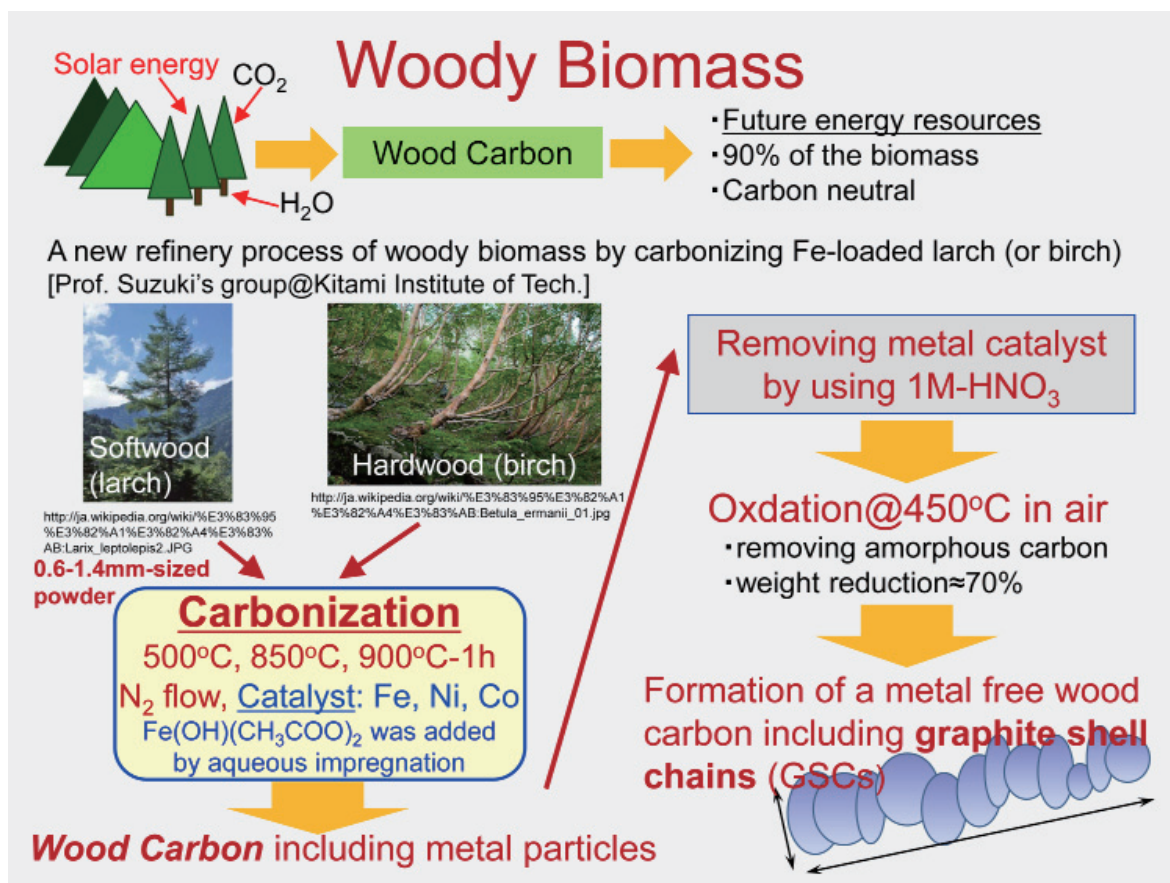 Woody Biomass
Solar energy
CO₂
H₂O
Wood Carbon
・Future energy resources
・90% of the biomass
・Carbon neutral
A new refinery process of woody biomass by carbonizing Fe-loaded larch (or birch)
[Prof. Suzuki's group@Kitami Institute of Tech.]
Softwood
(larch)
http://ja.wikipedia.org/wiki/%E3%83%95
%E3%82%A1%E3%82%A4%E3%83%
AB:Larix_leptolepis2.JPG
Hardwood (birch)
http://ja.wikipedia.org/wiki/%E3%83%95%E3%82%A1
%E3%82%A4%E3%83%AB:Betula_ermanii_01.jpg
0.6-1.4mm-sized
powder
Carbonization
500°C, 850°C, 900°C-1h
N₂ flow, Catalyst: Fe, Ni, Co
Fe(OH)(CH₃COO)₂ was added
by aqueous impregnation
Wood Carbon including metal particles
Removing metal catalyst
by using 1M-HNO₃
Oxdation@450°C in air
・removing amorphous carbon
・weight reduction≈70%
Formation of a metal free wood
carbon including graphite shell
chains (GSCs)